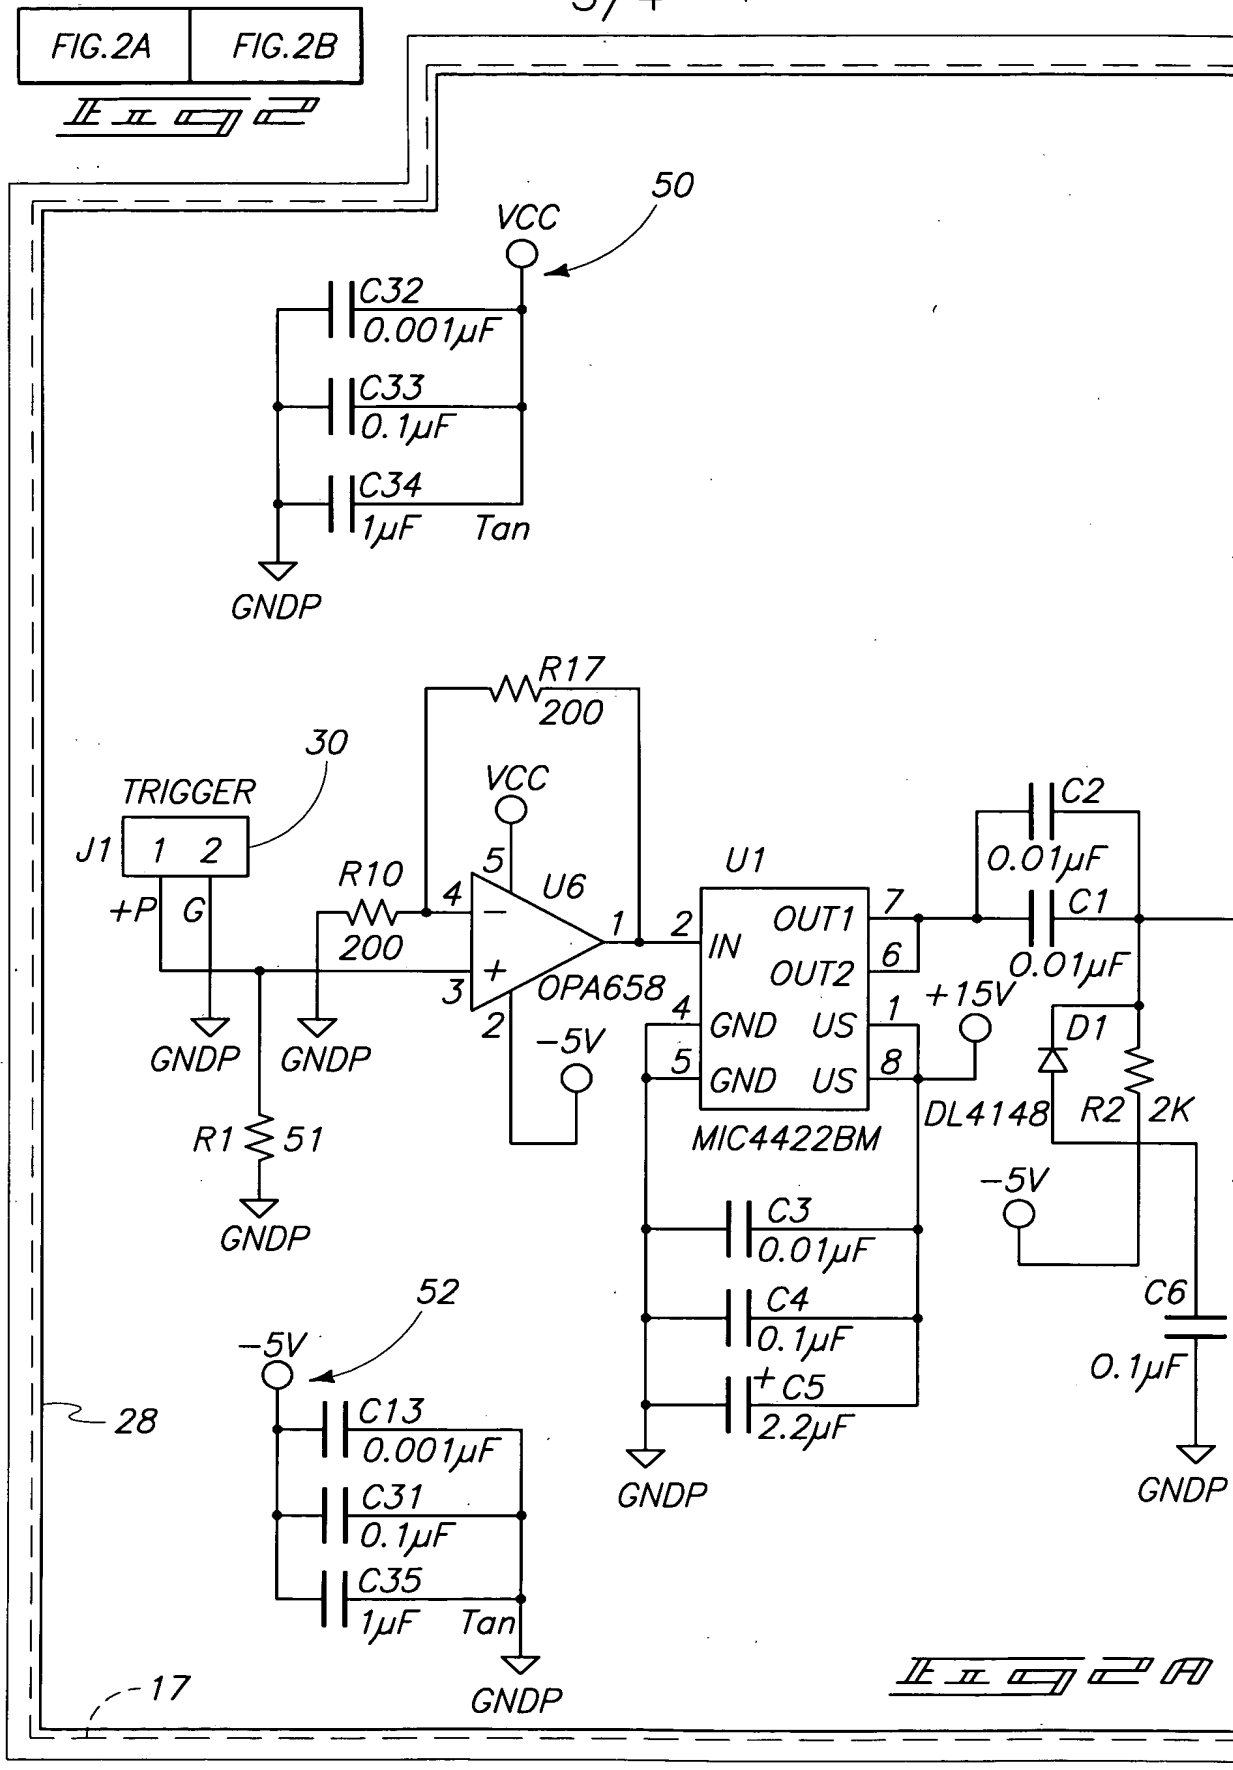 3/4
FIG.2A FIG.2B
Fig 2
50
VCC
C32
0.001μF
C33
0.1μF
C34
1μF Tan
GNDP
R17
200
30
TRIGGER
J1 1 2
+P G
VCC
5
R10
200
4
−
U6
1
+
3
OPA658
2
−5V
GNDP GNDP
R1 51
GNDP
U1
2 IN
OUT1 7
OUT2 6
4 GND US 1
5 GND US 8
MIC4422BM
+15V
C2
0.01μF
C1
0.01μF
D1
DL4148
R2 2K
−5V
C3
0.01μF
C4
0.1μF
+ C5
2.2μF
GNDP
C6
0.1μF
GNDP
52
−5V
C13
0.001μF
C31
0.1μF
C35
1μF Tan
GNDP
28
17
Fig 2A